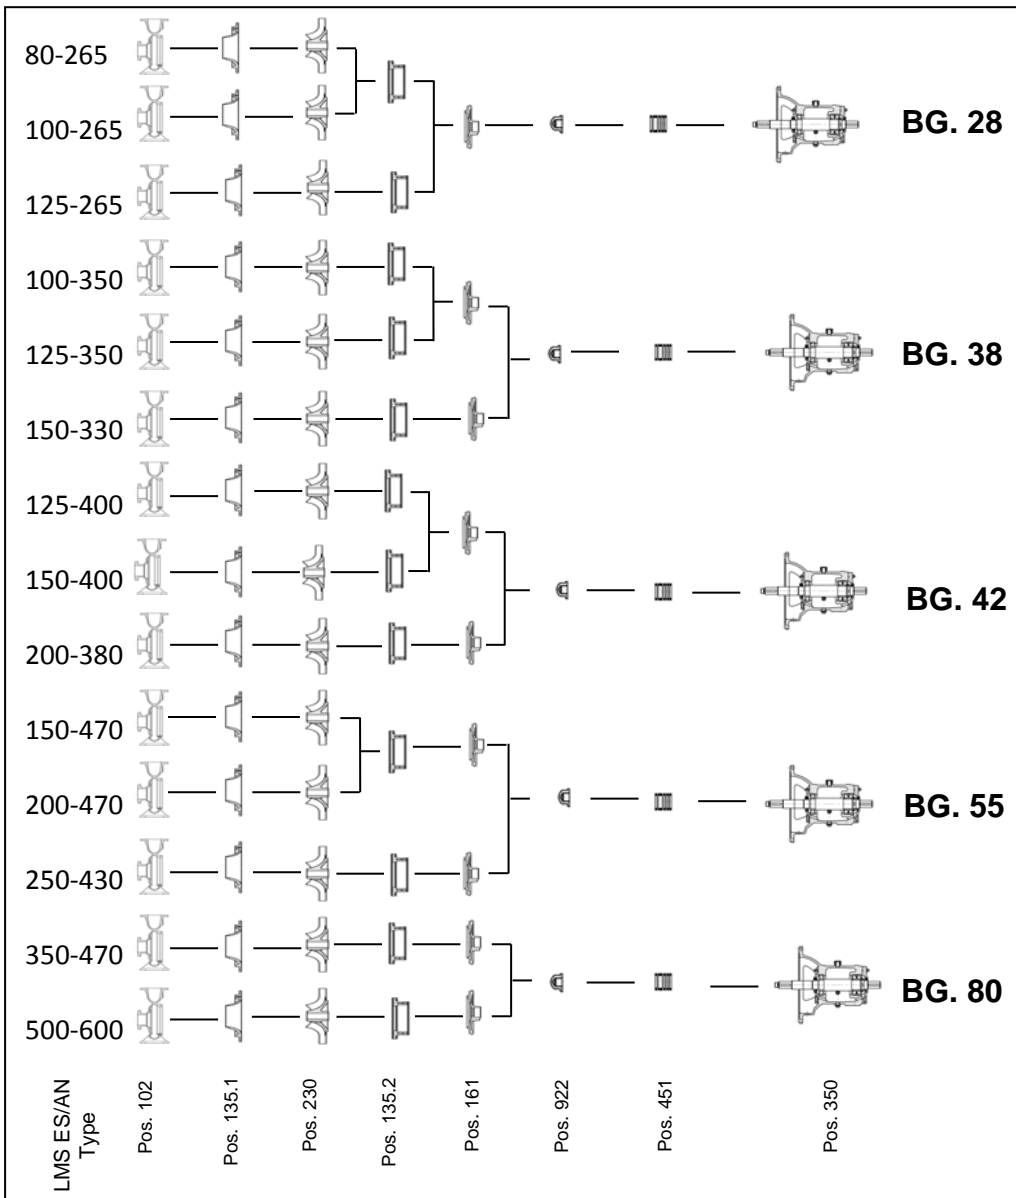 80-265
100-265
BG. 28
125-265
100-350
125-350
BG. 38
150-330
125-400
150-400
BG. 42
200-380
150-470
200-470
BG. 55
250-430
350-470
BG. 80
500-600
LMS ES/AN
Type
Pos. 102
Pos. 135.1
Pos. 230
Pos. 135.2
Pos. 161
Pos. 922
Pos. 451
Pos. 350